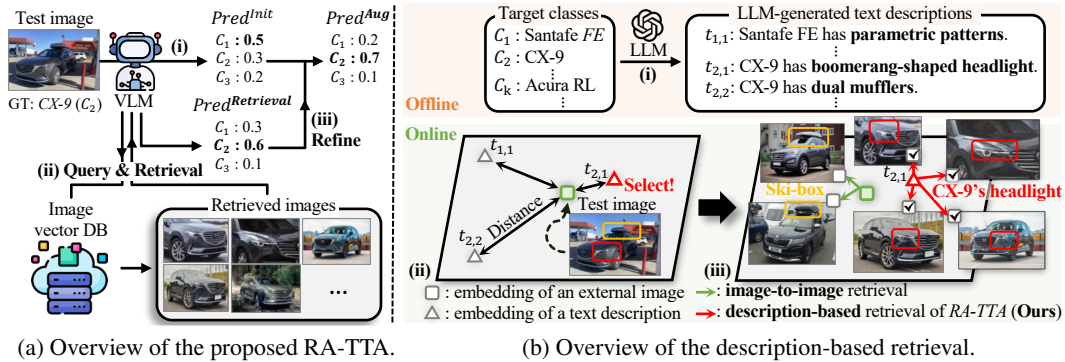 Test image
GT: CX-9 (C₂)
VLM
(i)
Pred^Init
C₁ : 0.5
C₂ : 0.3
C₃ : 0.2
Pred^Aug
C₁ : 0.2
C₂ : 0.7
C₃ : 0.1
Pred^Retrieval
C₁ : 0.3
C₂ : 0.6
C₃ : 0.1
(iii)
Refine
(ii) Query & Retrieval
Image
vector DB
Retrieved images
...
(a) Overview of the proposed RA-TTA.
Target classes
C₁ : Santafe FE
C₂ : CX-9
⋮
Cₖ : Acura RL
⋮
LLM
(i)
LLM-generated text descriptions
t₁,₁: Santafe FE has parametric patterns.
⋮
t₂,₁: CX-9 has boomerang-shaped headlight.
t₂,₂: CX-9 has dual mufflers.
⋮
Offline
Online
t₁,₁
t₂,₁
Select!
Distance
Test image
t₂,₂
(ii)
Ski-box
t₂,₁
CX-9's headlight
(iii)
: embedding of an external image
: embedding of a text description
: image-to-image retrieval
: description-based retrieval of RA-TTA (Ours)
(b) Overview of the description-based retrieval.